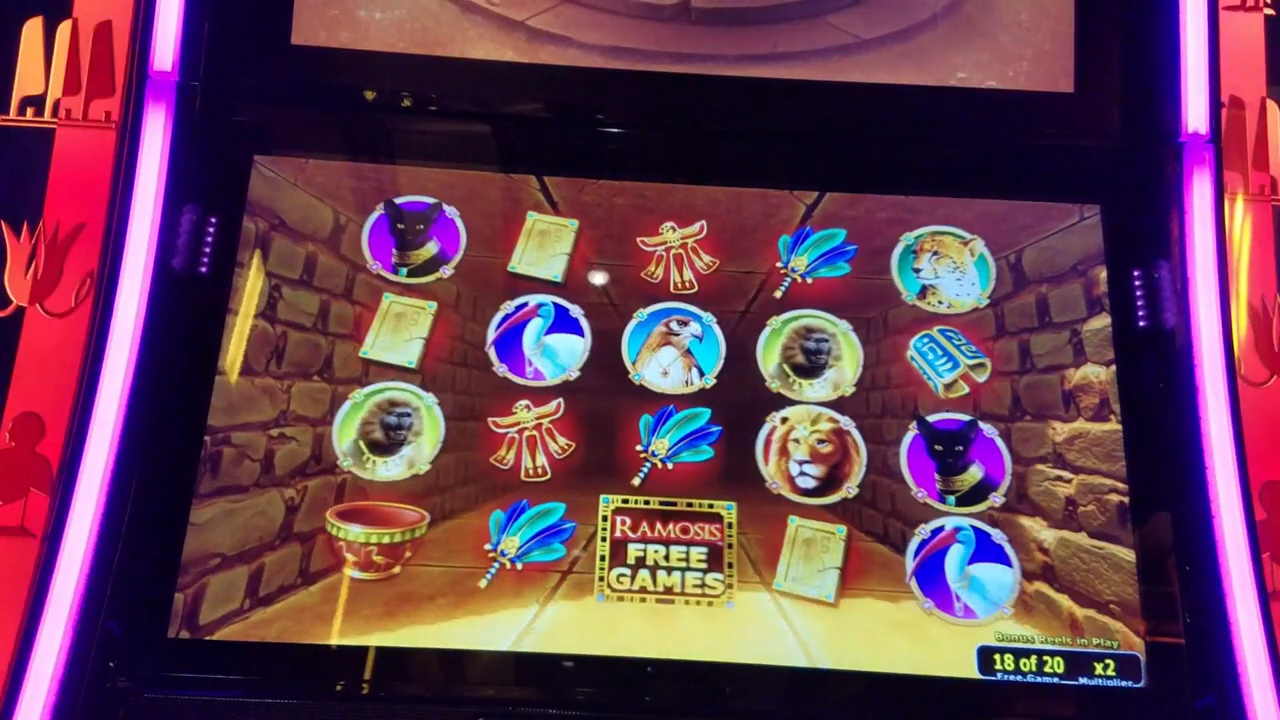 RAMOSIS
FREE
GAMES
Bonus Reels in Play
18 of 20 x2
Free Game Multiplier